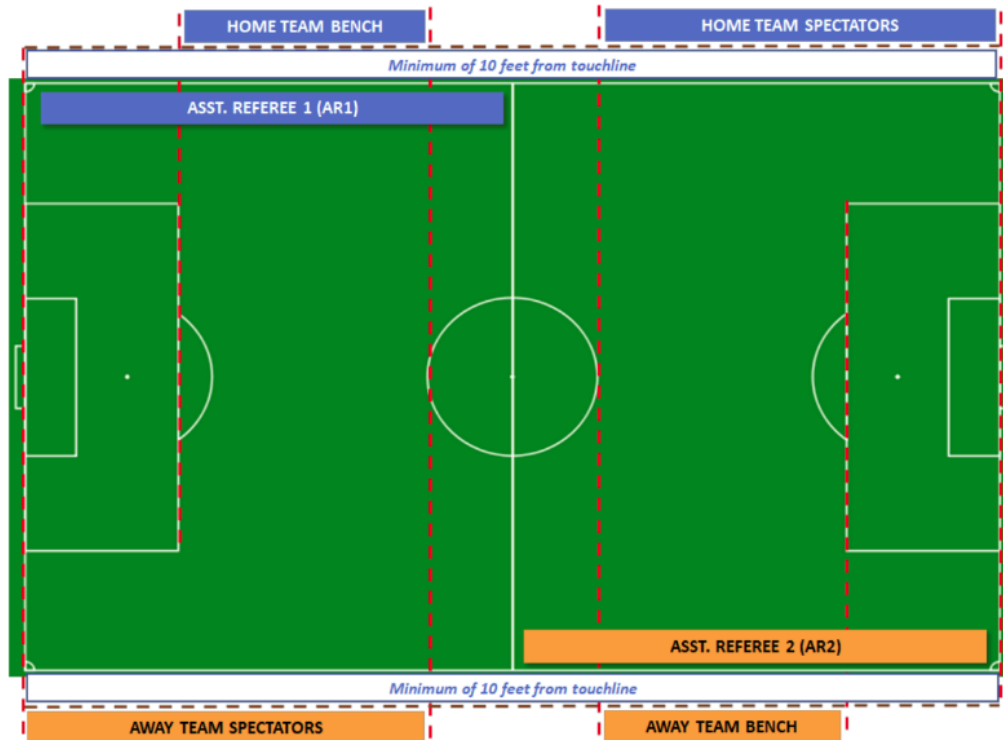 HOME TEAM BENCH
HOME TEAM SPECTATORS
Minimum of 10 feet from touchline
ASST. REFEREE 1 (AR1)
ASST. REFEREE 2 (AR2)
Minimum of 10 feet from touchline
AWAY TEAM SPECTATORS
AWAY TEAM BENCH